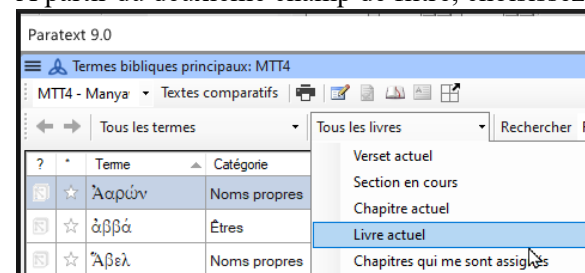 Paratext 9.0
Termes bibliques principaux: MTT4
MTT4 - Manya Textes comparatifs
Tous les termes Tous les livres Rechercher
? * Terme Catégorie Verset actuel
Section en cours
Ἀαρών Noms propres Chapitre actuel
ἀββά Êtres Livre actuel
Ἄβελ Noms propres Chapitres qui me sont assignés